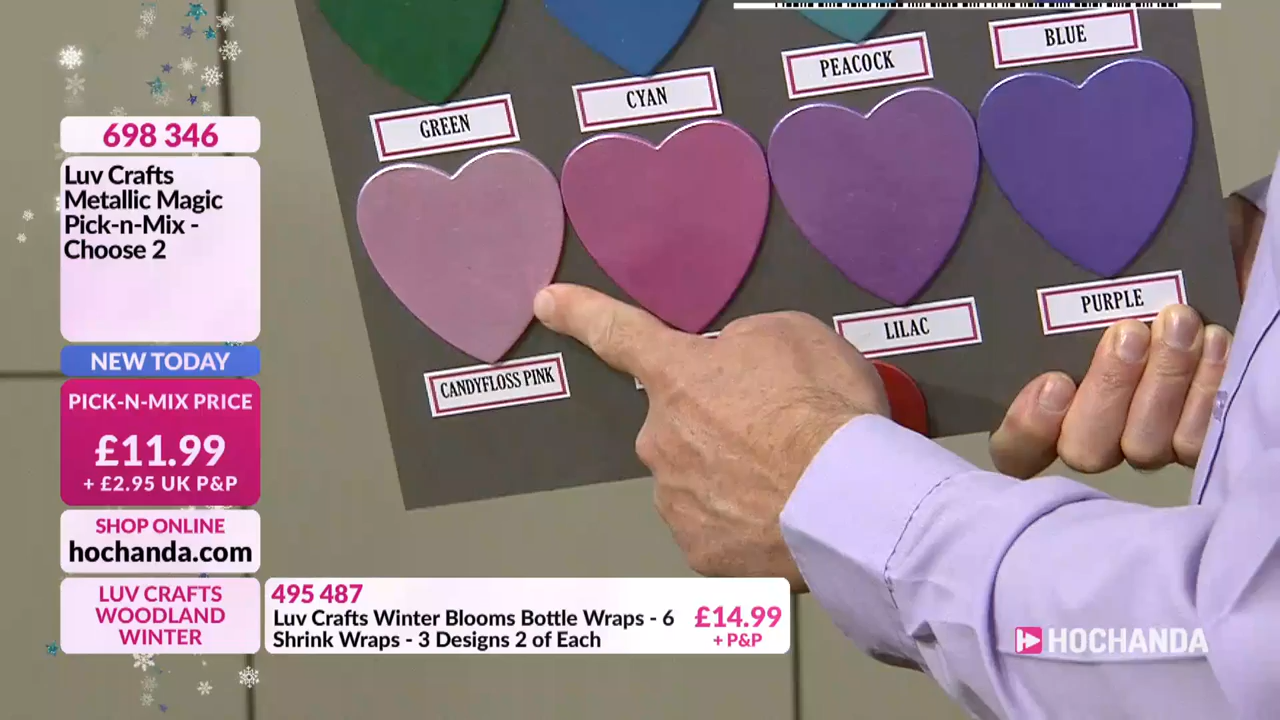 698 346
Luv Crafts
Metallic Magic
Pick-n-Mix -
Choose 2
NEW TODAY
PICK-N-MIX PRICE
£11.99
+ £2.95 UK P&P
SHOP ONLINE
hochanda.com
LUV CRAFTS
WOODLAND
WINTER
495 487
Luv Crafts Winter Blooms Bottle Wraps - 6
Shrink Wraps - 3 Designs 2 of Each
£14.99
+ P&P
GREEN
CYAN
PEACOCK
BLUE
CANDYFLOSS PINK
LILAC
PURPLE
HOCHANDA